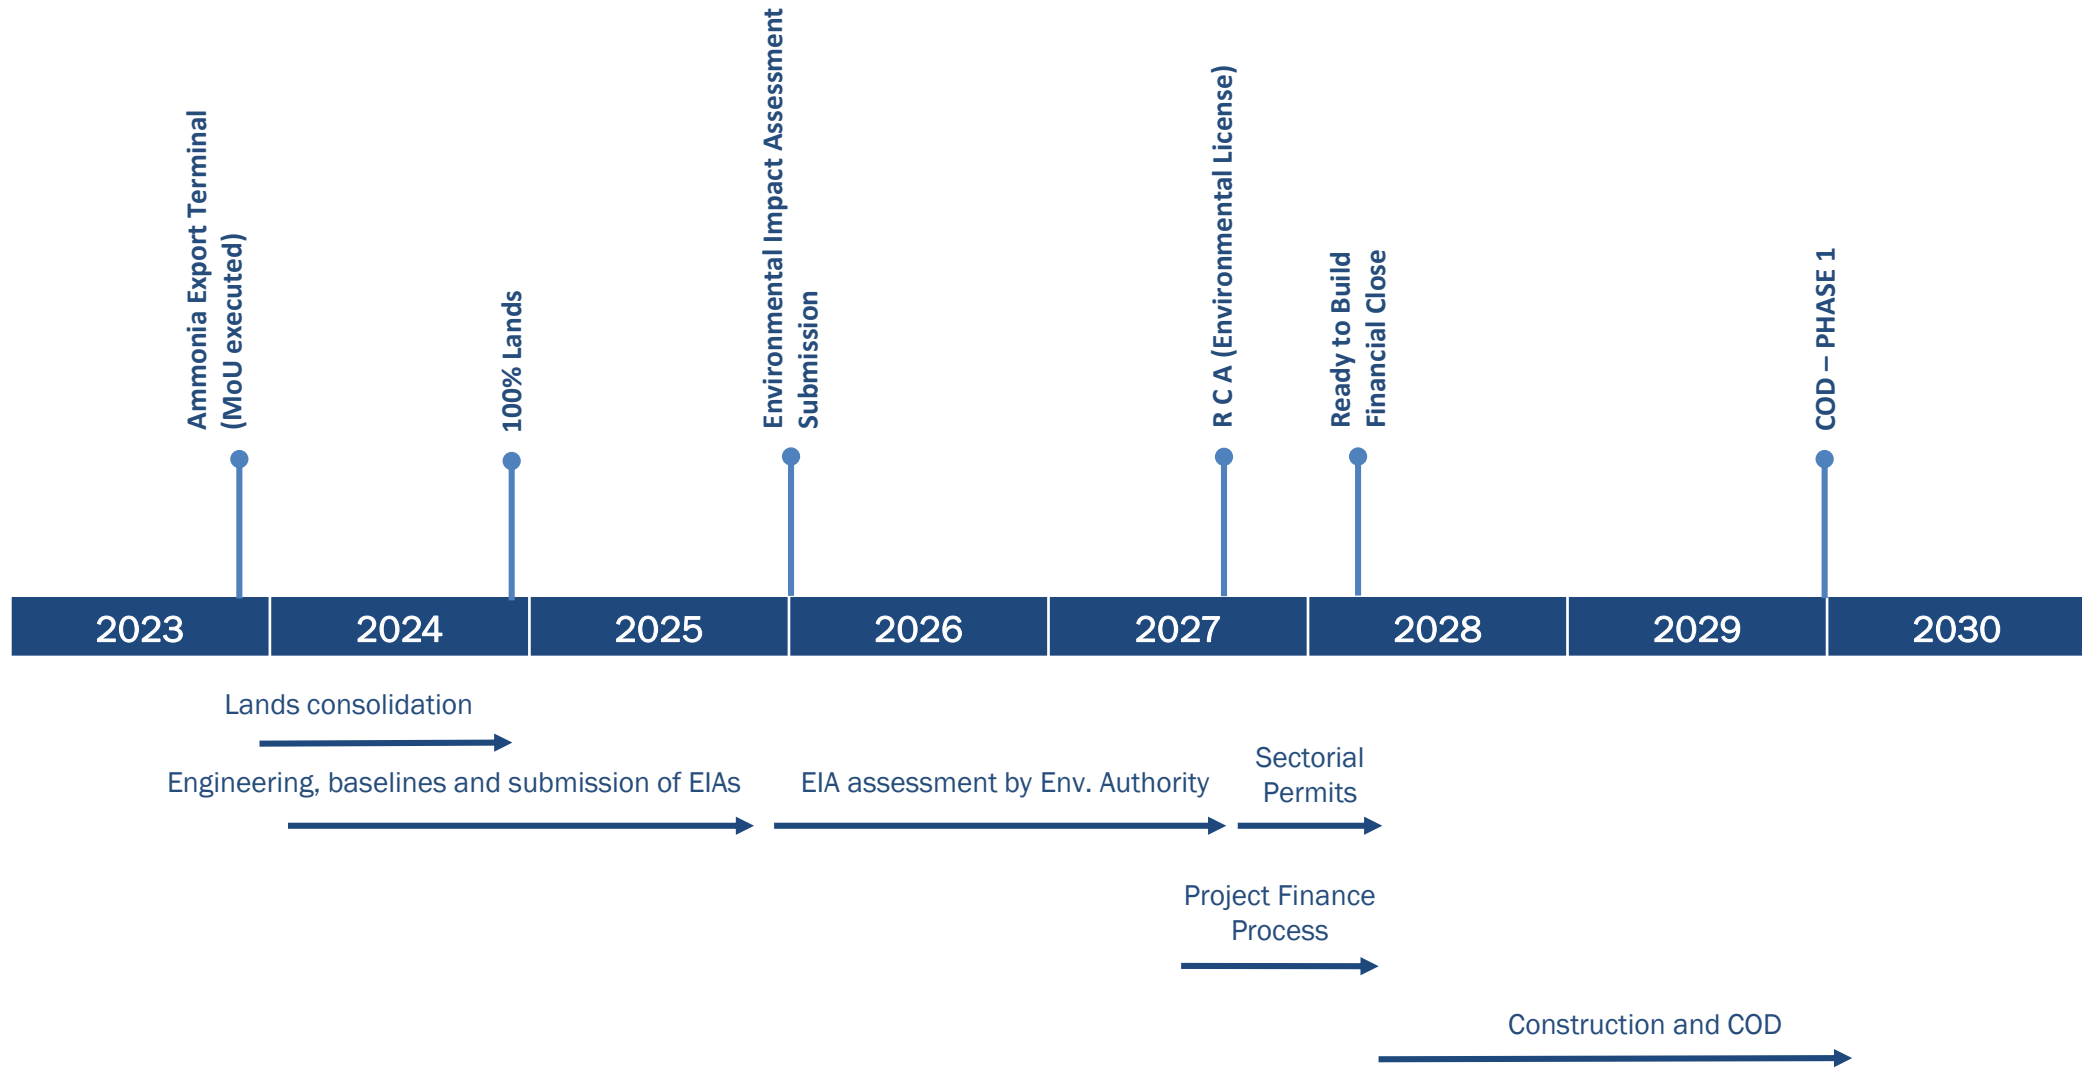 Ammonia Export Terminal
(MoU executed)
100% Lands
Environmental Impact Assessment
Submission
R C A (Environmental License)
Ready to Build
Financial Close
COD – PHASE 1
2023
2024
2025
2026
2027
2028
2029
2030
Lands consolidation
Engineering, baselines and submission of EIAs
EIA assessment by Env. Authority
Sectorial
Permits
Project Finance
Process
Construction and COD